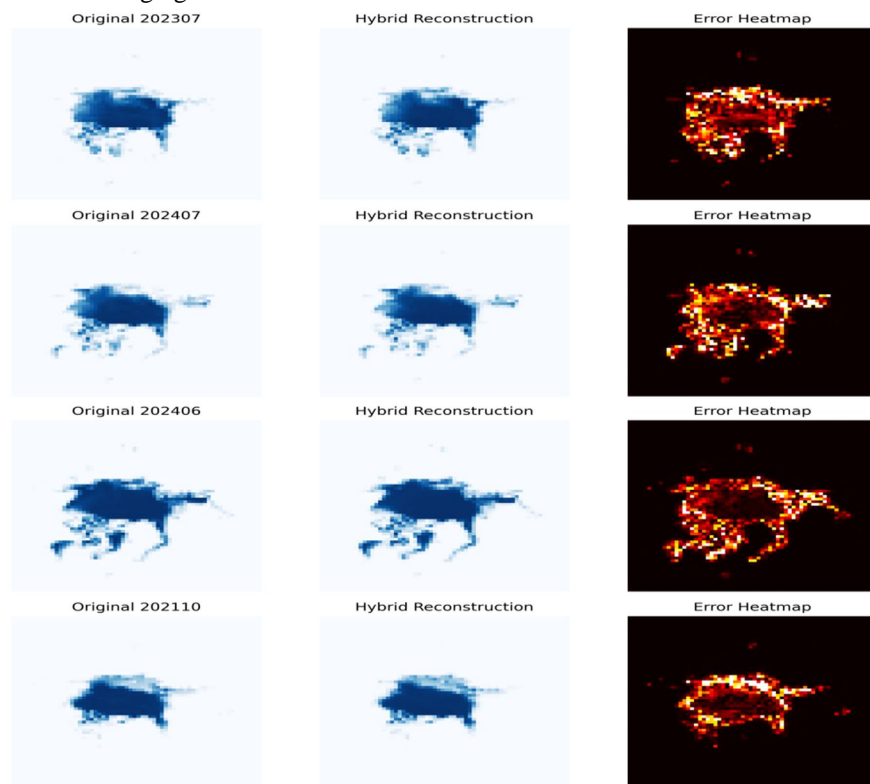 Original 202307 Hybrid Reconstruction Error Heatmap
Original 202407 Hybrid Reconstruction Error Heatmap
Original 202406 Hybrid Reconstruction Error Heatmap
Original 202110 Hybrid Reconstruction Error Heatmap